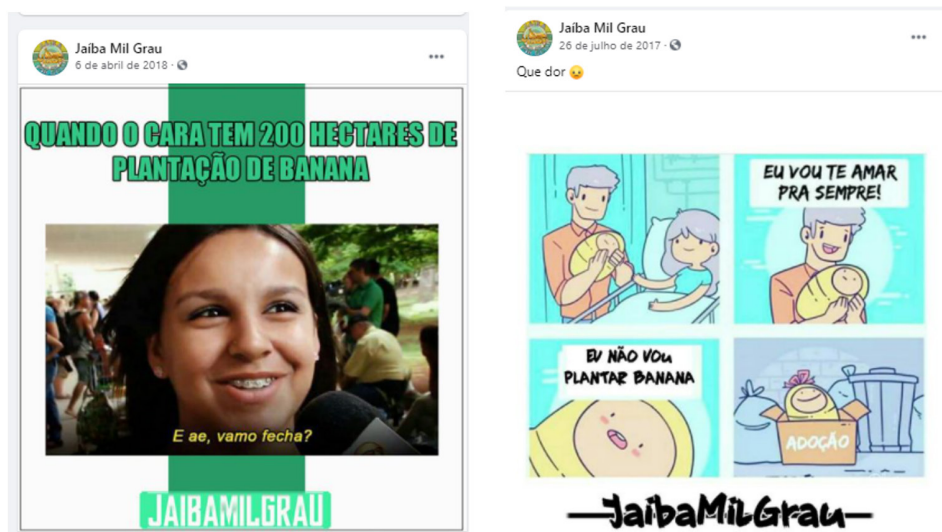 Jaíba Mil Grau
6 de abril de 2018 ·
QUANDO O CARA TEM 200 HECTARES DE
PLANTAÇÃO DE BANANA
E ae, vamo fecha?
JAIBAMILGRAU
Jaíba Mil Grau
26 de julho de 2017 ·
Que dor 😣
EU VOU TE AMAR
PRA SEMPRE!
EU NÃO VOU
PLANTAR BANANA
ADOÇÃO
—JaibaMilGrau—